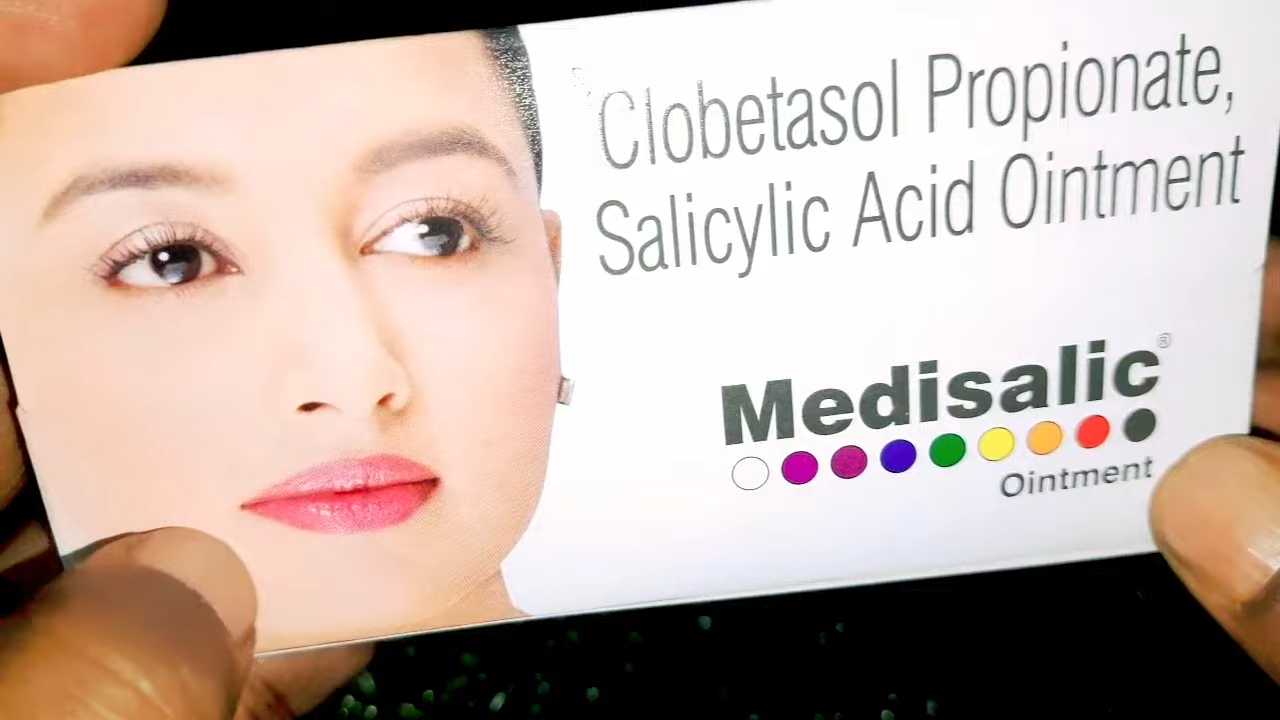 Clobetasol Propionate,
Salicylic Acid Ointment
Medisalic®
Ointment